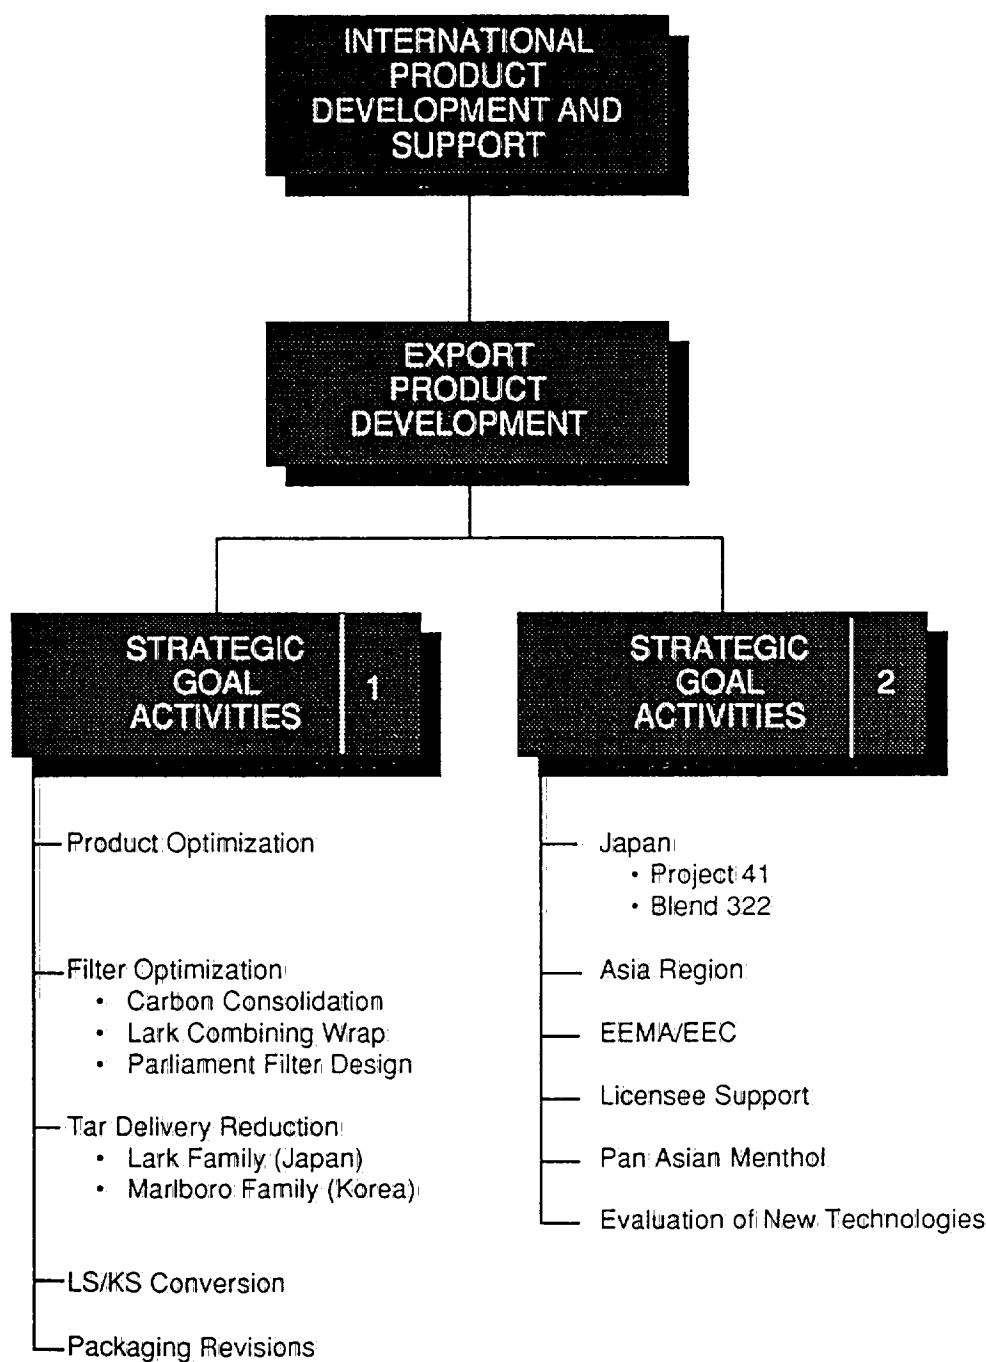 INTERNATIONAL
PRODUCT
DEVELOPMENT AND
SUPPORT
EXPORT
PRODUCT
DEVELOPMENT
STRATEGIC
GOAL
ACTIVITIES
1
Product Optimization
Filter Optimization
• Carbon Consolidation
• Lark Combining Wrap
• Parliament Filter Design
Tar Delivery Reduction
• Lark Family (Japan)
• Marlboro Family (Korea)
LS/KS Conversion
Packaging Revisions
STRATEGIC
GOAL
ACTIVITIES
2
Japan
• Project 41
• Blend 322
Asia Region
EEMA/EEC
Licensee Support
Pan Asian Menthol
Evaluation of New Technologies